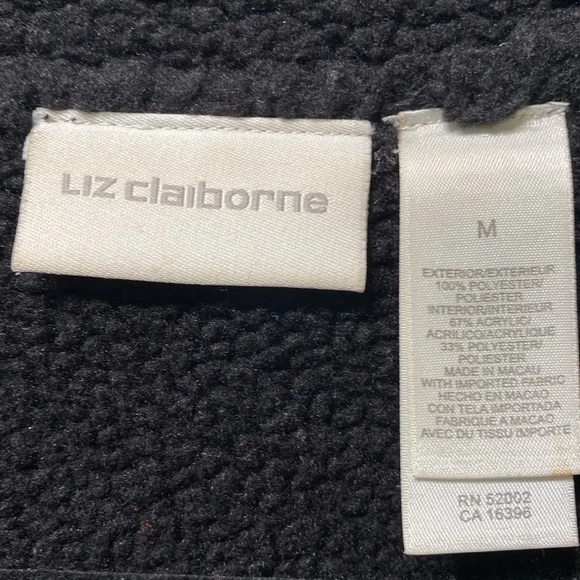 LIZ claiborne
M
EXTERIOR/EXTERIEUR
100% POLYESTER/
POLIESTER
INTERIOR/INTERIEUR
67% ACRYLIC/
ACRILICO/ACRYLIQUE
33% POLYESTER/
POLIESTER
MADE IN MACAU
WITH IMPORTED FABRIC
HECHO EN MACAO
CON TELA IMPORTADA
FABRIQUE A MACAO
AVEC DU TISSU IMPORTE
RN 52002
CA 16396